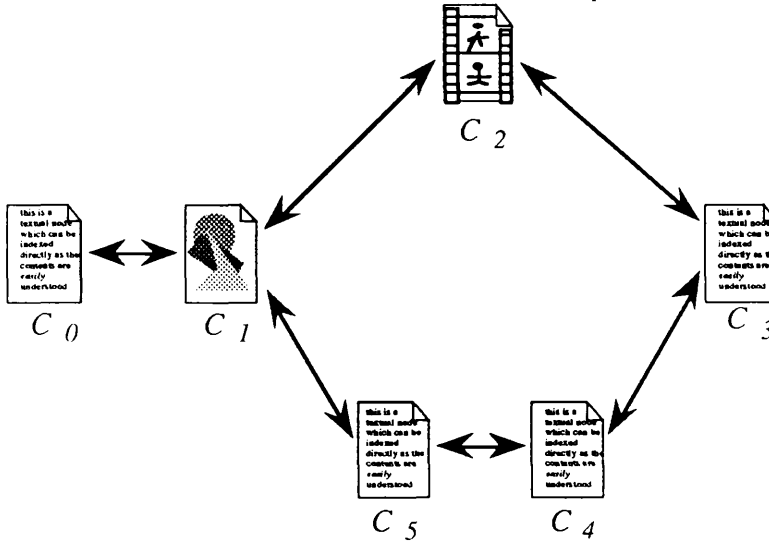 C 2
this is a
textual node
which can be
indexed
directly as the
contents are
easily
understood
C 0
C 1
this is a
textual node
which can be
indexed
directly as t
contents are
easily
understood
C 3
this is a
textual node
which can be
indexed
directly as the
contents are
easily
understood
C 5
this is a
textual node
which can be
indexed
directly as the
contents are
easily
understood
C 4